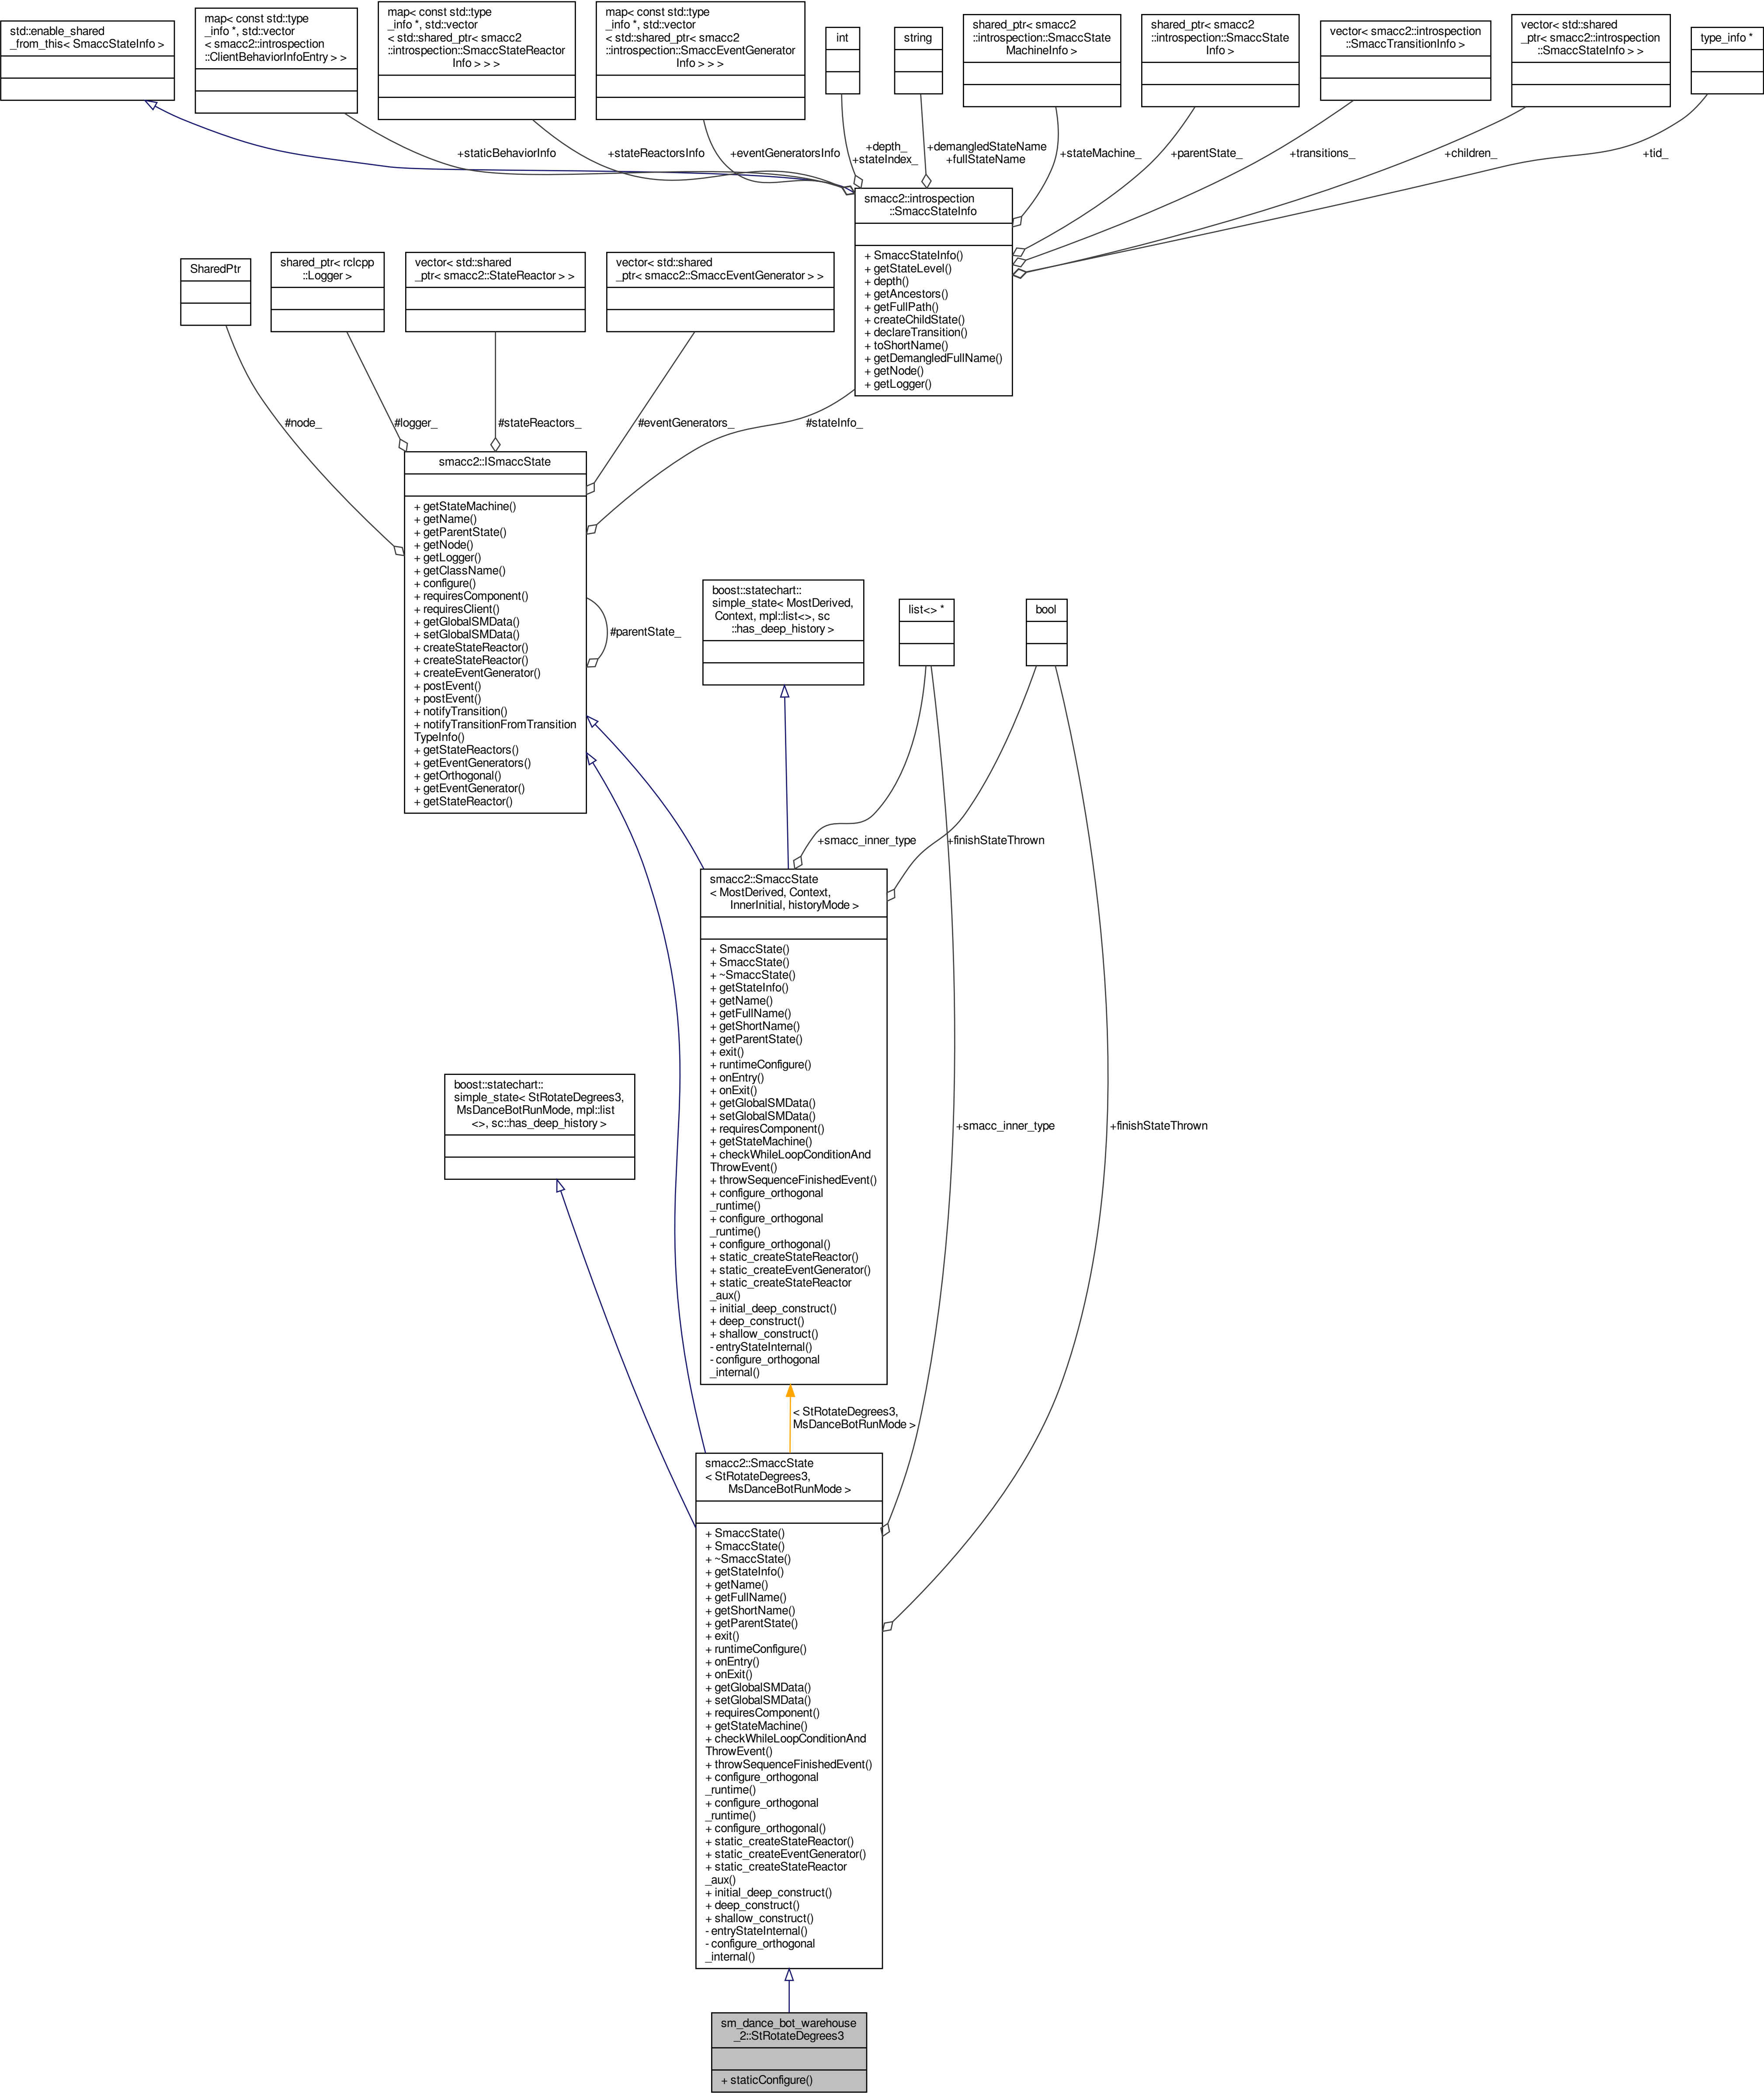 std::enable_shared
_from_this< SmaccStateInfo >
map< const std::type
_info *, std::vector
< smacc2::introspection
::ClientBehaviorInfoEntry > >
map< const std::type
_info *, std::vector
< std::shared_ptr< smacc2
::introspection::SmaccStateReactor
Info > > >
map< const std::type
_info *, std::vector
< std::shared_ptr< smacc2
::introspection::SmaccEventGenerator
Info > > >
int
string
shared_ptr< smacc2
::introspection::SmaccState
MachineInfo >
shared_ptr< smacc2
::introspection::SmaccState
Info >
vector< smacc2::introspection
::SmaccTransitionInfo >
vector< std::shared
_ptr< smacc2::introspection
::SmaccStateInfo > >
type_info *
+staticBehaviorInfo
+stateReactorsInfo
+eventGeneratorsInfo
+depth_
+stateIndex_
+demangledStateName
+fullStateName
+stateMachine_
+parentState_
+transitions_
+children_
+tid_
smacc2::introspection
::SmaccStateInfo
+ SmaccStateInfo()
+ getStateLevel()
+ depth()
+ getAncestors()
+ getFullPath()
+ createChildState()
+ declareTransition()
+ toShortName()
+ getDemangledFullName()
+ getNode()
+ getLogger()
SharedPtr
shared_ptr< rclcpp
::Logger >
vector< std::shared
_ptr< smacc2::StateReactor > >
vector< std::shared
_ptr< smacc2::SmaccEventGenerator > >
#node_
#logger_
#stateReactors_
#eventGenerators_
#stateInfo_
smacc2::ISmaccState
+ getStateMachine()
+ getName()
+ getParentState()
+ getNode()
+ getLogger()
+ getClassName()
+ configure()
+ requiresComponent()
+ requiresClient()
+ getGlobalSMData()
+ setGlobalSMData()
+ createStateReactor()
+ createStateReactor()
+ createEventGenerator()
+ postEvent()
+ postEvent()
+ notifyTransition()
+ notifyTransitionFromTransition
TypeInfo()
+ getStateReactors()
+ getEventGenerators()
+ getOrthogonal()
+ getEventGenerator()
+ getStateReactor()
#parentState_
boost::statechart::
simple_state< MostDerived,
Context, mpl::list<>, sc
::has_deep_history >
list<> *
bool
+smacc_inner_type
+finishStateThrown
smacc2::SmaccState
< MostDerived, Context,
InnerInitial, historyMode >
+ SmaccState()
+ SmaccState()
+ ~SmaccState()
+ getStateInfo()
+ getName()
+ getFullName()
+ getShortName()
+ getParentState()
+ exit()
+ runtimeConfigure()
+ onEntry()
+ onExit()
+ getGlobalSMData()
+ setGlobalSMData()
+ requiresComponent()
+ getStateMachine()
+ checkWhileLoopConditionAnd
ThrowEvent()
+ throwSequenceFinishedEvent()
+ configure_orthogonal
_runtime()
+ configure_orthogonal
_runtime()
+ configure_orthogonal()
+ static_createStateReactor()
+ static_createEventGenerator()
+ static_createStateReactor
_aux()
+ initial_deep_construct()
+ deep_construct()
+ shallow_construct()
- entryStateInternal()
- configure_orthogonal
_internal()
boost::statechart::
simple_state< StRotateDegrees3,
MsDanceBotRunMode, mpl::list
<>, sc::has_deep_history >
+smacc_inner_type
+finishStateThrown
< StRotateDegrees3,
MsDanceBotRunMode >
smacc2::SmaccState
< StRotateDegrees3,
MsDanceBotRunMode >
+ SmaccState()
+ SmaccState()
+ ~SmaccState()
+ getStateInfo()
+ getName()
+ getFullName()
+ getShortName()
+ getParentState()
+ exit()
+ runtimeConfigure()
+ onEntry()
+ onExit()
+ getGlobalSMData()
+ setGlobalSMData()
+ requiresComponent()
+ getStateMachine()
+ checkWhileLoopConditionAnd
ThrowEvent()
+ throwSequenceFinishedEvent()
+ configure_orthogonal
_runtime()
+ configure_orthogonal
_runtime()
+ configure_orthogonal()
+ static_createStateReactor()
+ static_createEventGenerator()
+ static_createStateReactor
_aux()
+ initial_deep_construct()
+ deep_construct()
+ shallow_construct()
- entryStateInternal()
- configure_orthogonal
_internal()
sm_dance_bot_warehouse
_2::StRotateDegrees3
+ staticConfigure()